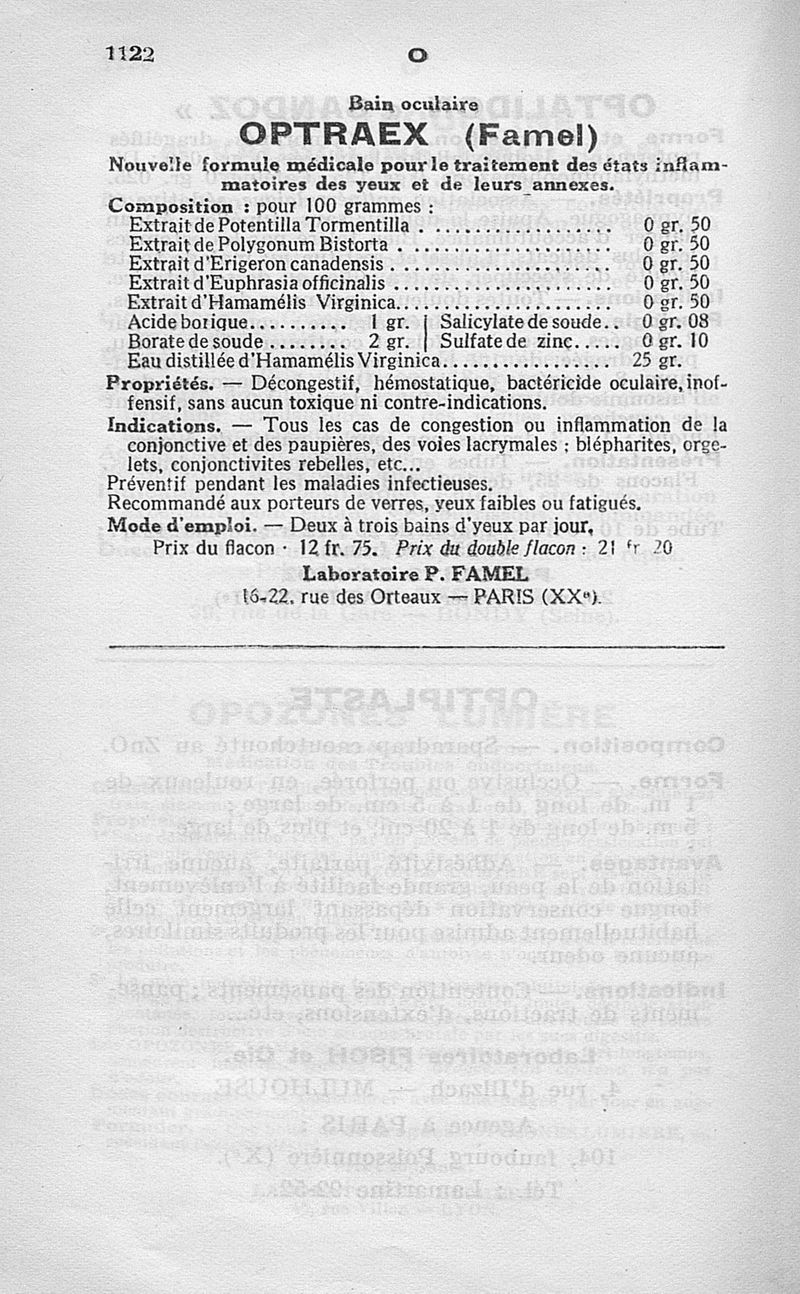 1122
O
Bain oculaire
OPTRAEX (Famel)
Nouvelle formule médicale pour le traitement des états inflam-
matoires des yeux et de leurs annexes.
Composition : pour 100 grammes :
Extrait de Potentilla Tormentilla . . . . . . . . . . . . . . . . . . 0 gr. 50
Extrait de Polygonum Bistorta . . . . . . . . . . . . . . . . . . . . 0 gr. 50
Extrait d'Erigeron canadensis . . . . . . . . . . . . . . . . . . . . 0 gr. 50
Extrait d'Euphrasia officinalis . . . . . . . . . . . . . . . . . . . . 0 gr. 50
Extrait d'Hamamélis Virginica. . . . . . . . . . . . . . . . . . . . 0 gr. 50
Acide borique. . . . . . . . . . 1 gr. | Salicylate de soude . . 0 gr. 08
Borate de soude . . . . . . . . 2 gr. | Sulfate de zinc. . . . 0 gr. 10
Eau distillée d'Hamamélis Virginica. . . . . . . . . . . . . . . . . 25 gr.
Propriétés. — Décongestif, hémostatique, bactéricide oculaire, inof-
fensif, sans aucun toxique ni contre-indications.
Indications. — Tous les cas de congestion ou inflammation de la
conjonctive et des paupières, des voies lacrymales ; blépharites, orge-
lets, conjonctivites rebelles, etc...
Préventif pendant les maladies infectieuses.
Recommandé aux porteurs de verres, yeux faibles ou fatigués.
Mode d'emploi. — Deux à trois bains d'yeux par jour.
Prix du flacon : 12 fr. 75. Prix du double flacon : 21 fr 20
Laboratoire P. FAMEL
16-22, rue des Orteaux — PARIS (XXe).